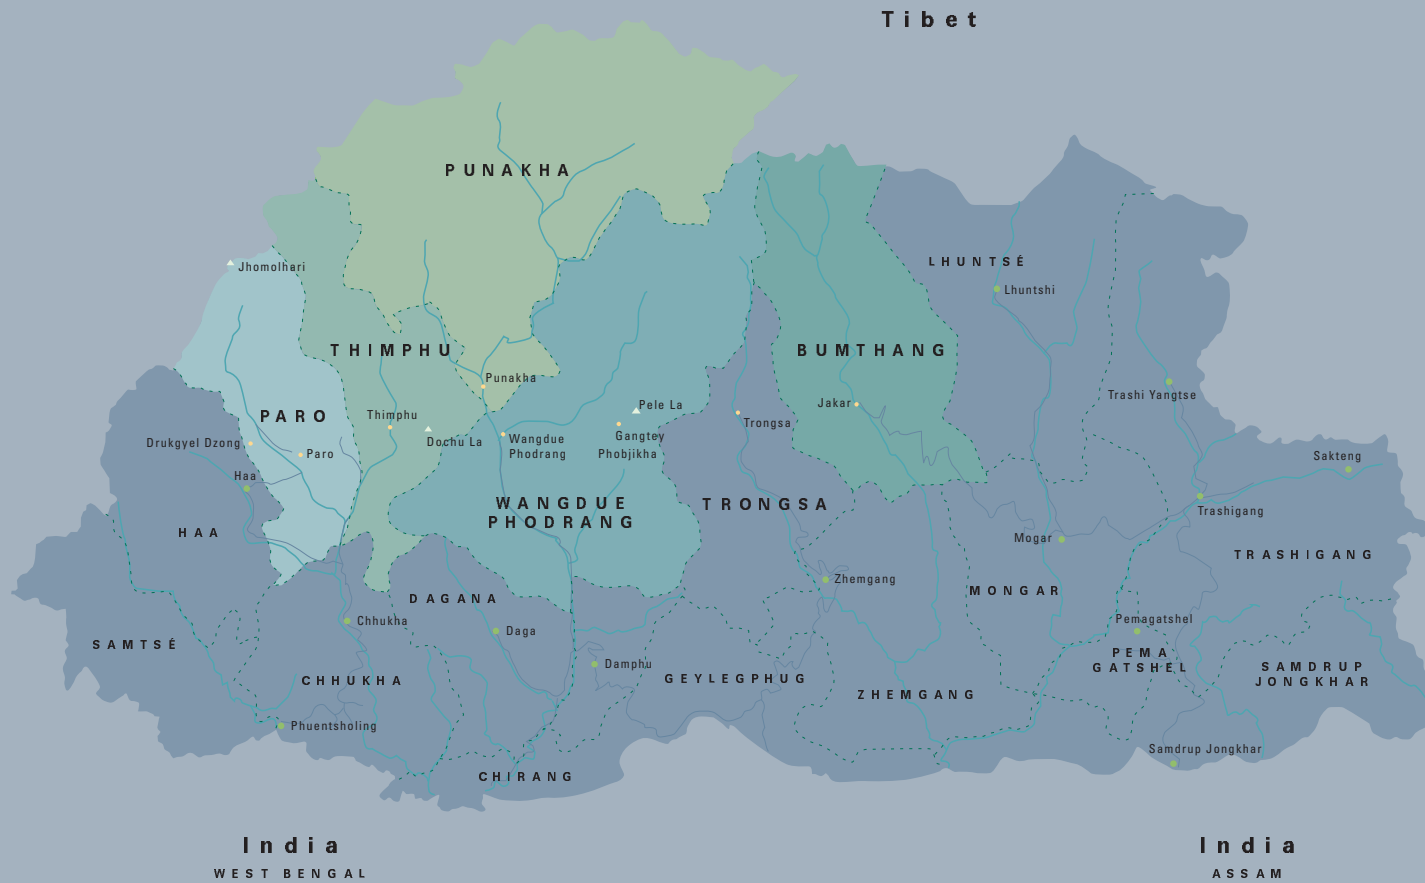 Tibet
PUNAKHA
LHUNTSÉ
Jhomolhari
Lhuntshi
THIMPHU
BUMTHANG
Punakha
Trashi Yangtse
PARO
Thimphu
Pele La
Jakar
Trongsa
Drukgyel Dzong
Dochu La
Wangdue
Phodrang
Gangtey
Phobjikha
Paro
Sakteng
Haa
WANGDUE
PHODRANG
TRONGSA
Trashigang
HAA
Mogar
TRASHIGANG
Zhemgang
DAGANA
MONGAR
Chhukha
Daga
Pemagatshel
SAMTSÉ
PEMA
GATSHEL
Damphu
SAMDRUP
JONGKHAR
CHHUKHA
GEYLEGPHUG
ZHEMGANG
Phuentsholing
Samdrup Jongkhar
CHIRANG
India
WEST BENGAL
India
ASSAM